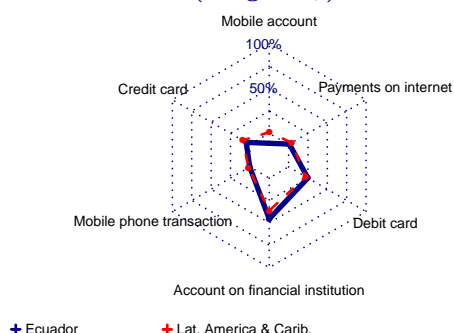 Mobile account
100%
Credit card
50%
Payments on internet
Mobile phone transaction
Debit card
Account on financial institution
Ecuador
Lat. America & Carib.